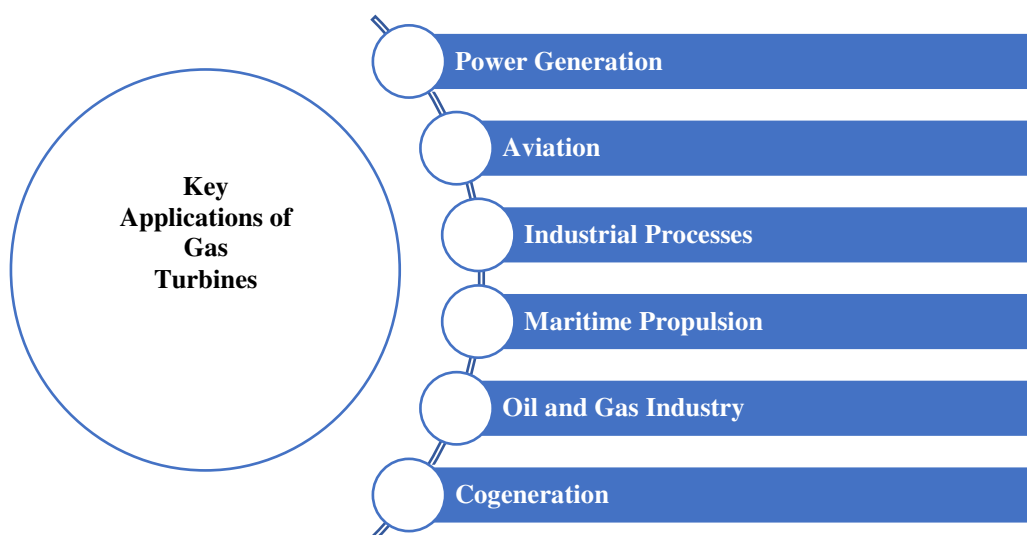 Key
Applications of
Gas
Turbines
Power Generation
Aviation
Industrial Processes
Maritime Propulsion
Oil and Gas Industry
Cogeneration